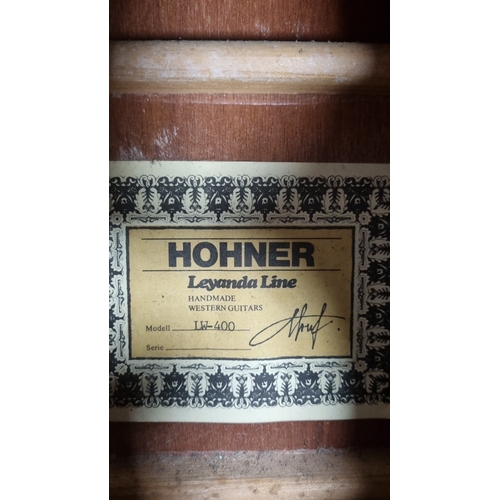 HOHNER
Leyanda Line
HANDMADE
WESTERN GUITARS
Modell LW-400
Serie